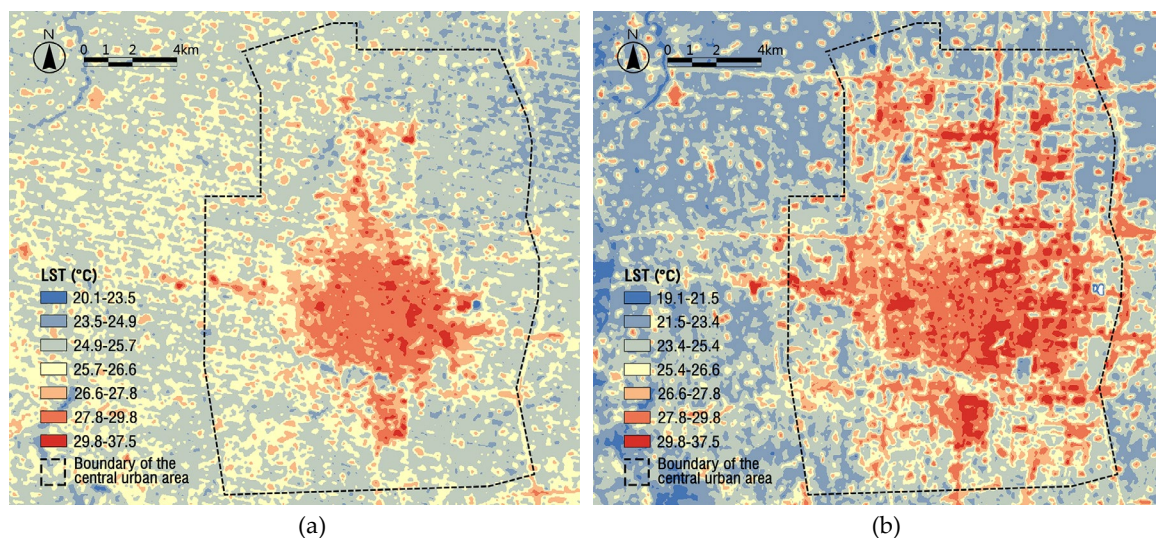 N
0 1 2 4km
LST (°C)
20.1-23.5
23.5-24.9
24.9-25.7
25.7-26.6
26.6-27.8
27.8-29.8
29.8-37.5
Boundary of the
central urban area
(a)
N
0 1 2 4km
LST (°C)
19.1-21.5
21.5-23.4
23.4-25.4
25.4-26.6
26.6-27.8
27.8-29.8
29.8-37.5
Boundary of the
central urban area
(b)